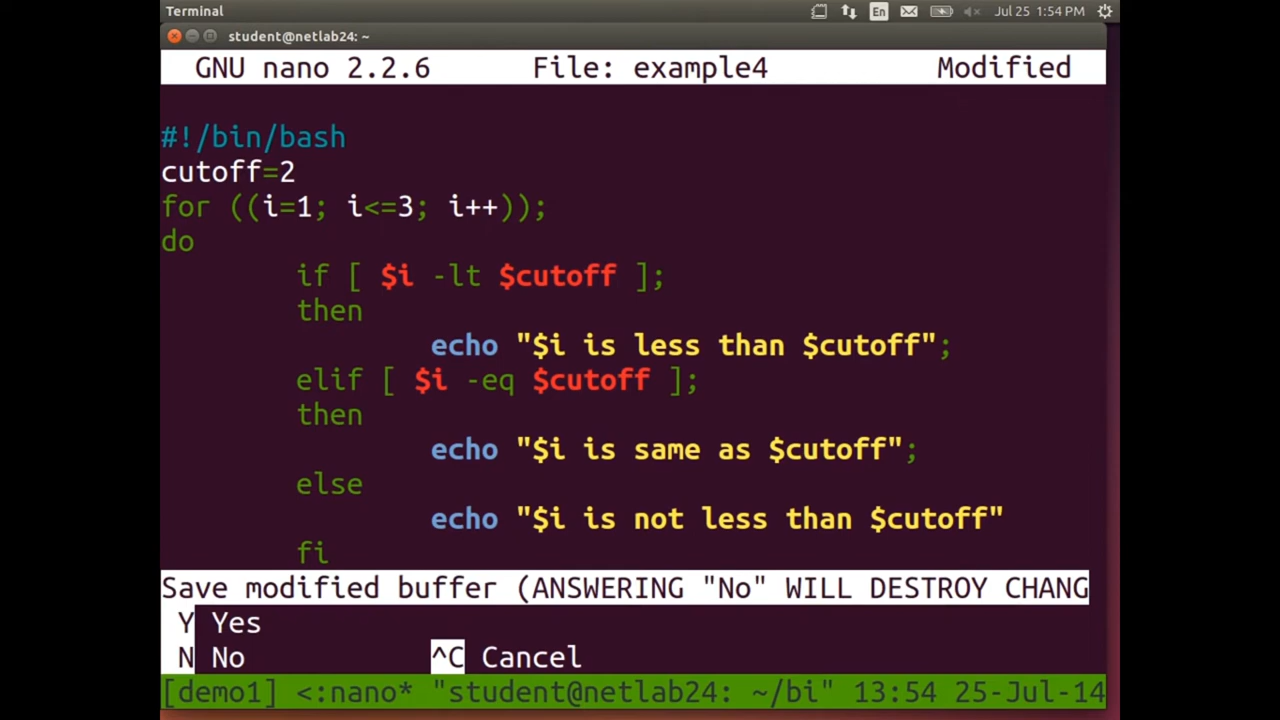 Terminal En Jul 25 1:54 PM
student@netlab24: ~
GNU nano 2.2.6 File: example4 Modified
#!/bin/bash
cutoff=2
for ((i=1; i<=3; i++));
do
if [ $i -lt $cutoff ];
then
echo "$i is less than $cutoff";
elif [ $i -eq $cutoff ];
then
echo "$i is same as $cutoff";
else
echo "$i is not less than $cutoff"
fi
Save modified buffer (ANSWERING "No" WILL DESTROY CHANG
Y Yes
N No ^C Cancel
[demo1] <:nano* "student@netlab24: ~/bi" 13:54 25-Jul-14